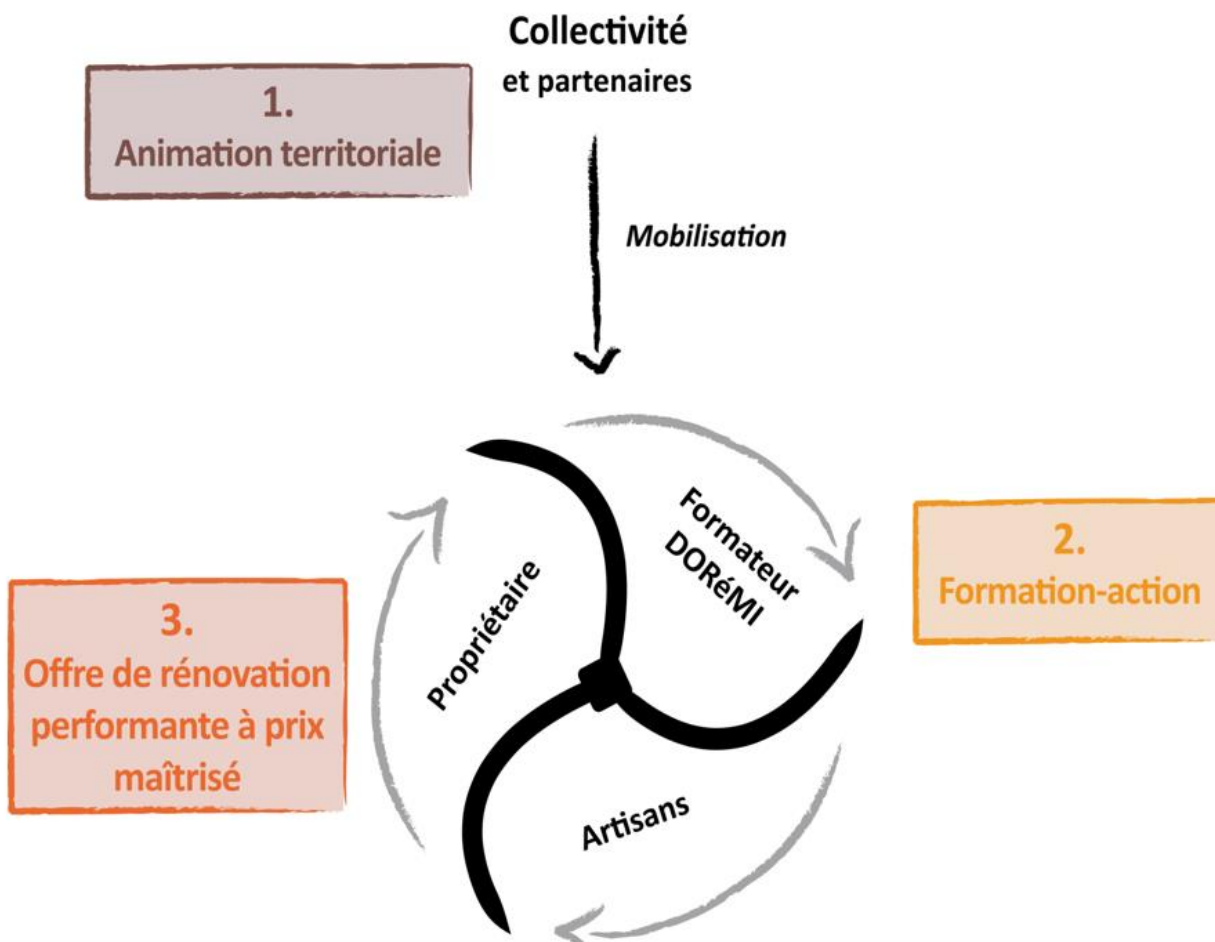 Collectivité
et partenaires
1.
Animation territoriale
Mobilisation
Formateur
DORéMI
2.
Formation-action
Propriétaire
3.
Offre de rénovation
performante à prix
maîtrisé
Artisans